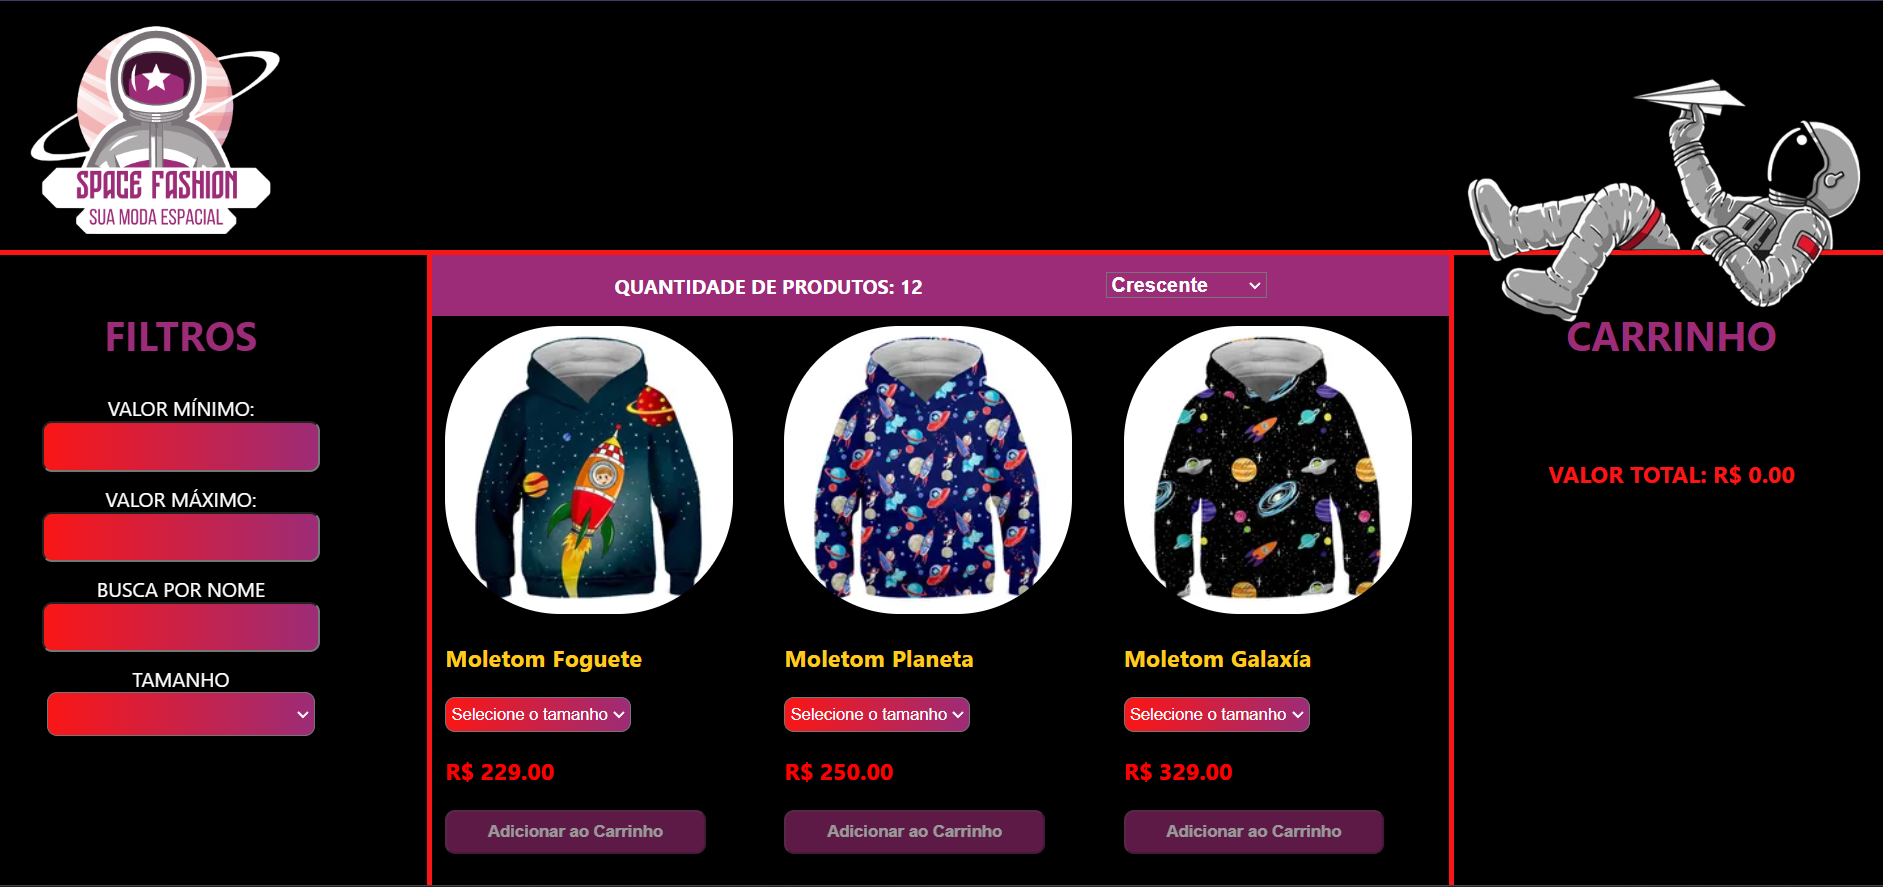 SPACE FASHION
SUA MODA ESPACIAL
QUANTIDADE DE PRODUTOS: 12
Crescente
FILTROS
VALOR MÍNIMO:
VALOR MÁXIMO:
BUSCA POR NOME
TAMANHO
Moletom Foguete
Selecione o tamanho
R$ 229.00
Adicionar ao Carrinho
Moletom Planeta
Selecione o tamanho
R$ 250.00
Adicionar ao Carrinho
Moletom Galaxía
Selecione o tamanho
R$ 329.00
Adicionar ao Carrinho
CARRINHO
VALOR TOTAL: R$ 0.00